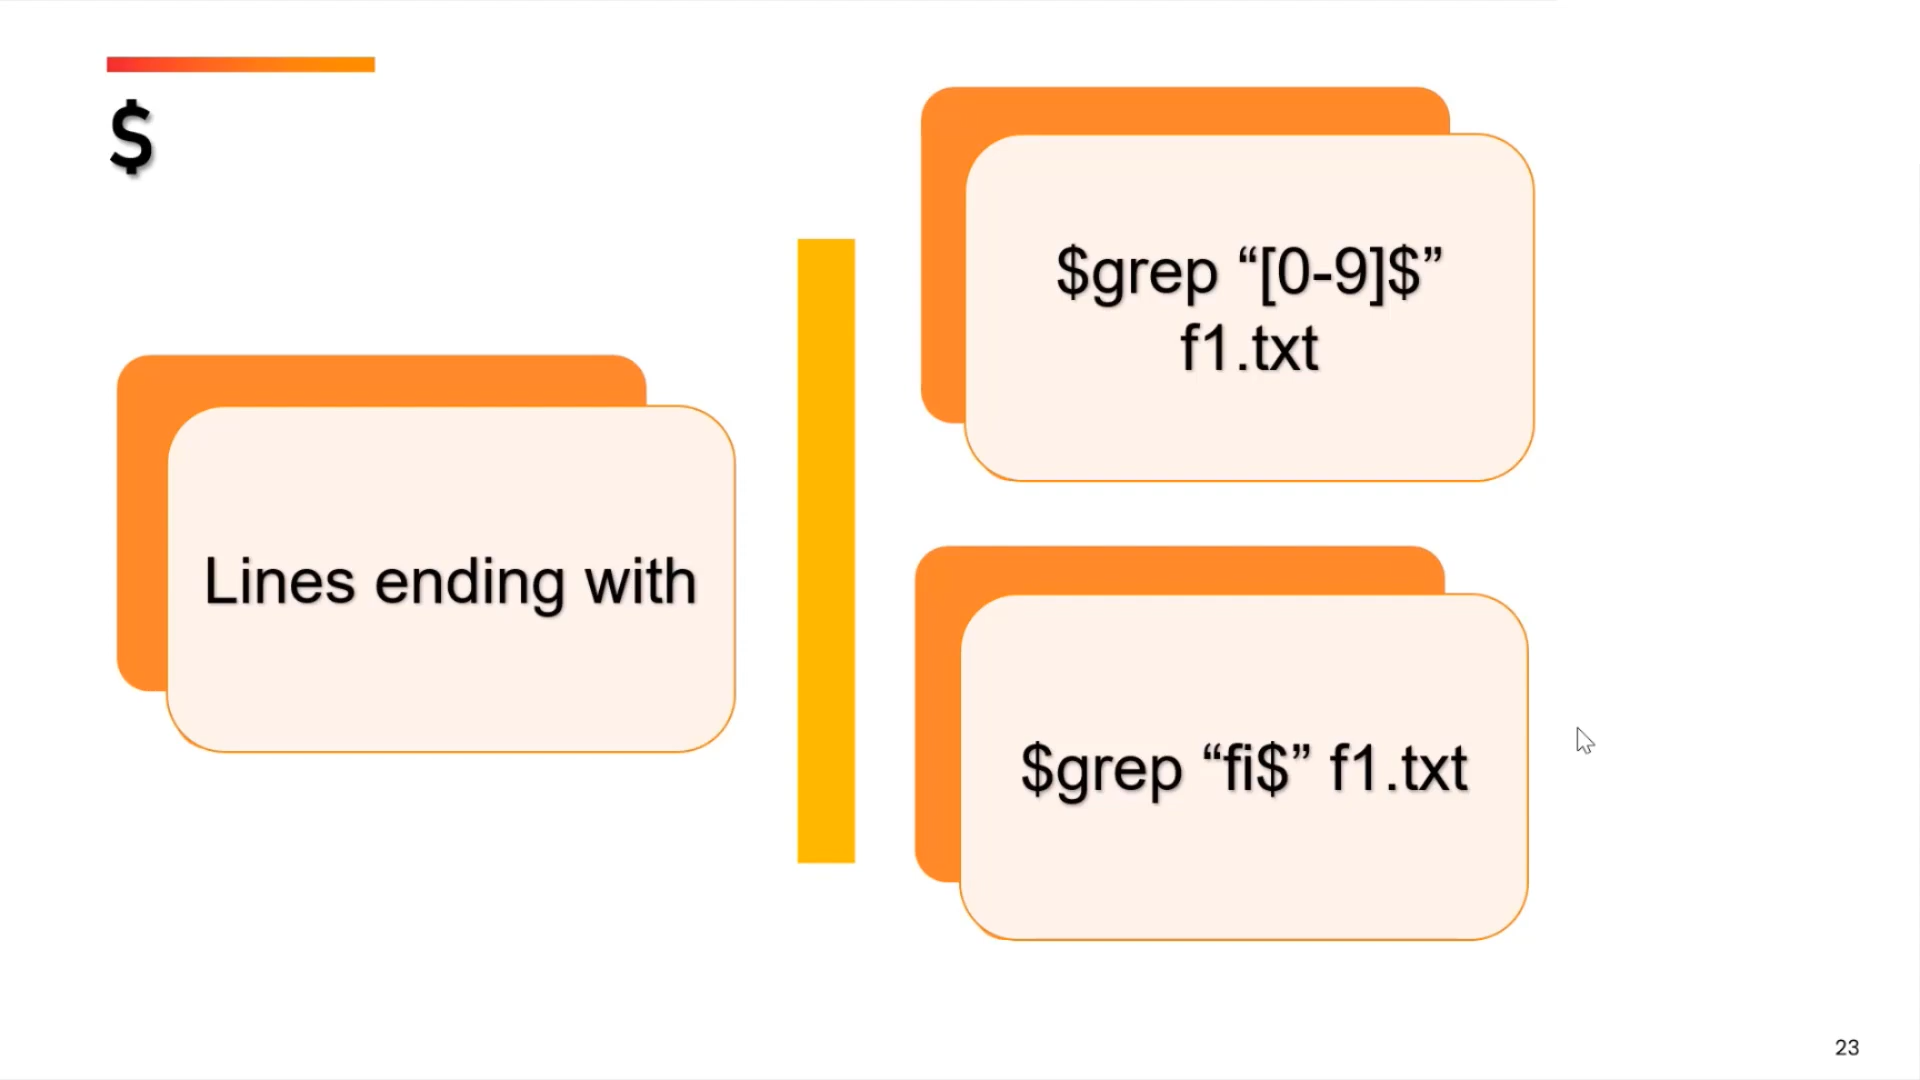 $
Lines ending with
$grep “[0-9]$”
f1.txt
$grep “fi$” f1.txt
23